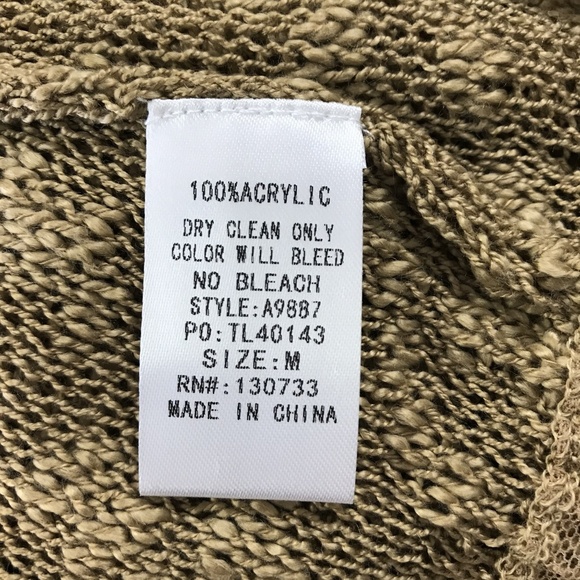 100%ACRYLIC
DRY CLEAN ONLY
COLOR WILL BLEED
NO BLEACH
STYLE:A9887
PO:TL40143
SIZE:M
RN#:130733
MADE IN CHINA